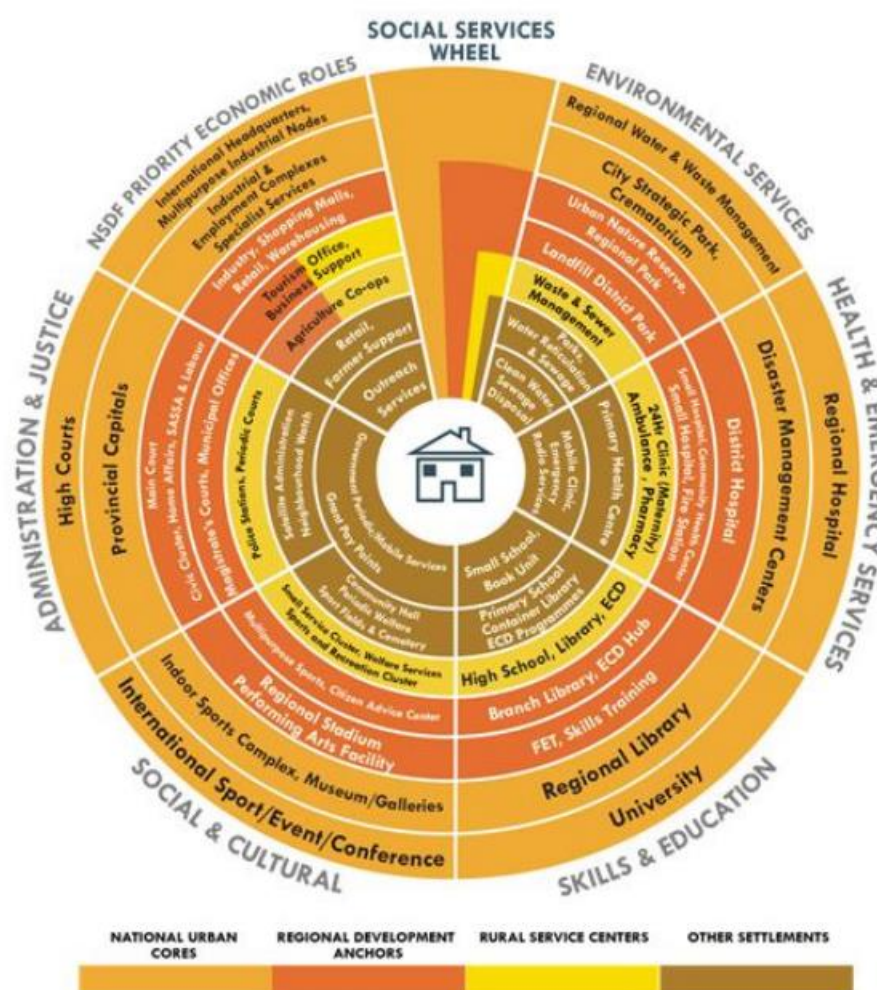 SOCIAL SERVICES
WHEEL
ENVIRONMENTAL SERVICES
Regional Water & Waste Management
City Strategic Park,
Crematorium
Urban Nature Reserve,
Regional Park
Landfill District Park
Waste & Sewer
Management
Parks,
Water Reticulation
& Sewage
Clean Water,
Sewage
Disposal
HEALTH & EMERGENCY SERVICES
Regional Hospital
Disaster Management Centers
District Hospital
Small Hospital, Community Health Center
Small Hospital, Fire Station
24Hr Clinic (Maternity)/
Ambulance , Pharmacy
Primary Health Centre
Mobile Clinic,
Emergency
Radio Services
SKILLS & EDUCATION
University
Regional Library
FET, Skills Training
Branch Library, ECD Hub
High School, Library, ECD
Primary School
Container Library
ECD Programmes
Small School,
Book Unit
SOCIAL & CULTURAL
International Sport/Event/Conference
Indoor Sports Complex, Museum/Galleries
Regional Stadium
Performing Arts Facility
Multipurpose Sports, Citizen Advice Center
Small Service Cluster, Welfare Services
Sports and Recreation Cluster
Community Hall
Periodic Welfare
Sport Fields & Cemetery
Government Periodic/Mobile Services
Grant Pay Points
ADMINISTRATION & JUSTICE
High Courts
Provincial Capitals
Main Court
Civic Cluster, Home Affairs, SASSA & Labour
Magistrate's Courts, Municipal Offices
Police Stations, Periodic Courts
Satellite Administration
Neighbourhood Watch
NSDF PRIORITY ECONOMIC ROLES
International Headquarters,
Multipurpose Industrial Nodes
Industrial &
Employment Complexes
Specialist Services
Industry, Shopping Malls,
Retail, Warehousing
Tourism Office,
Business Support
Agriculture Co-ops
Retail,
Farmer Support
Outreach
Services
NATIONAL URBAN
CORES
REGIONAL DEVELOPMENT
ANCHORS
RURAL SERVICE CENTERS
OTHER SETTLEMENTS